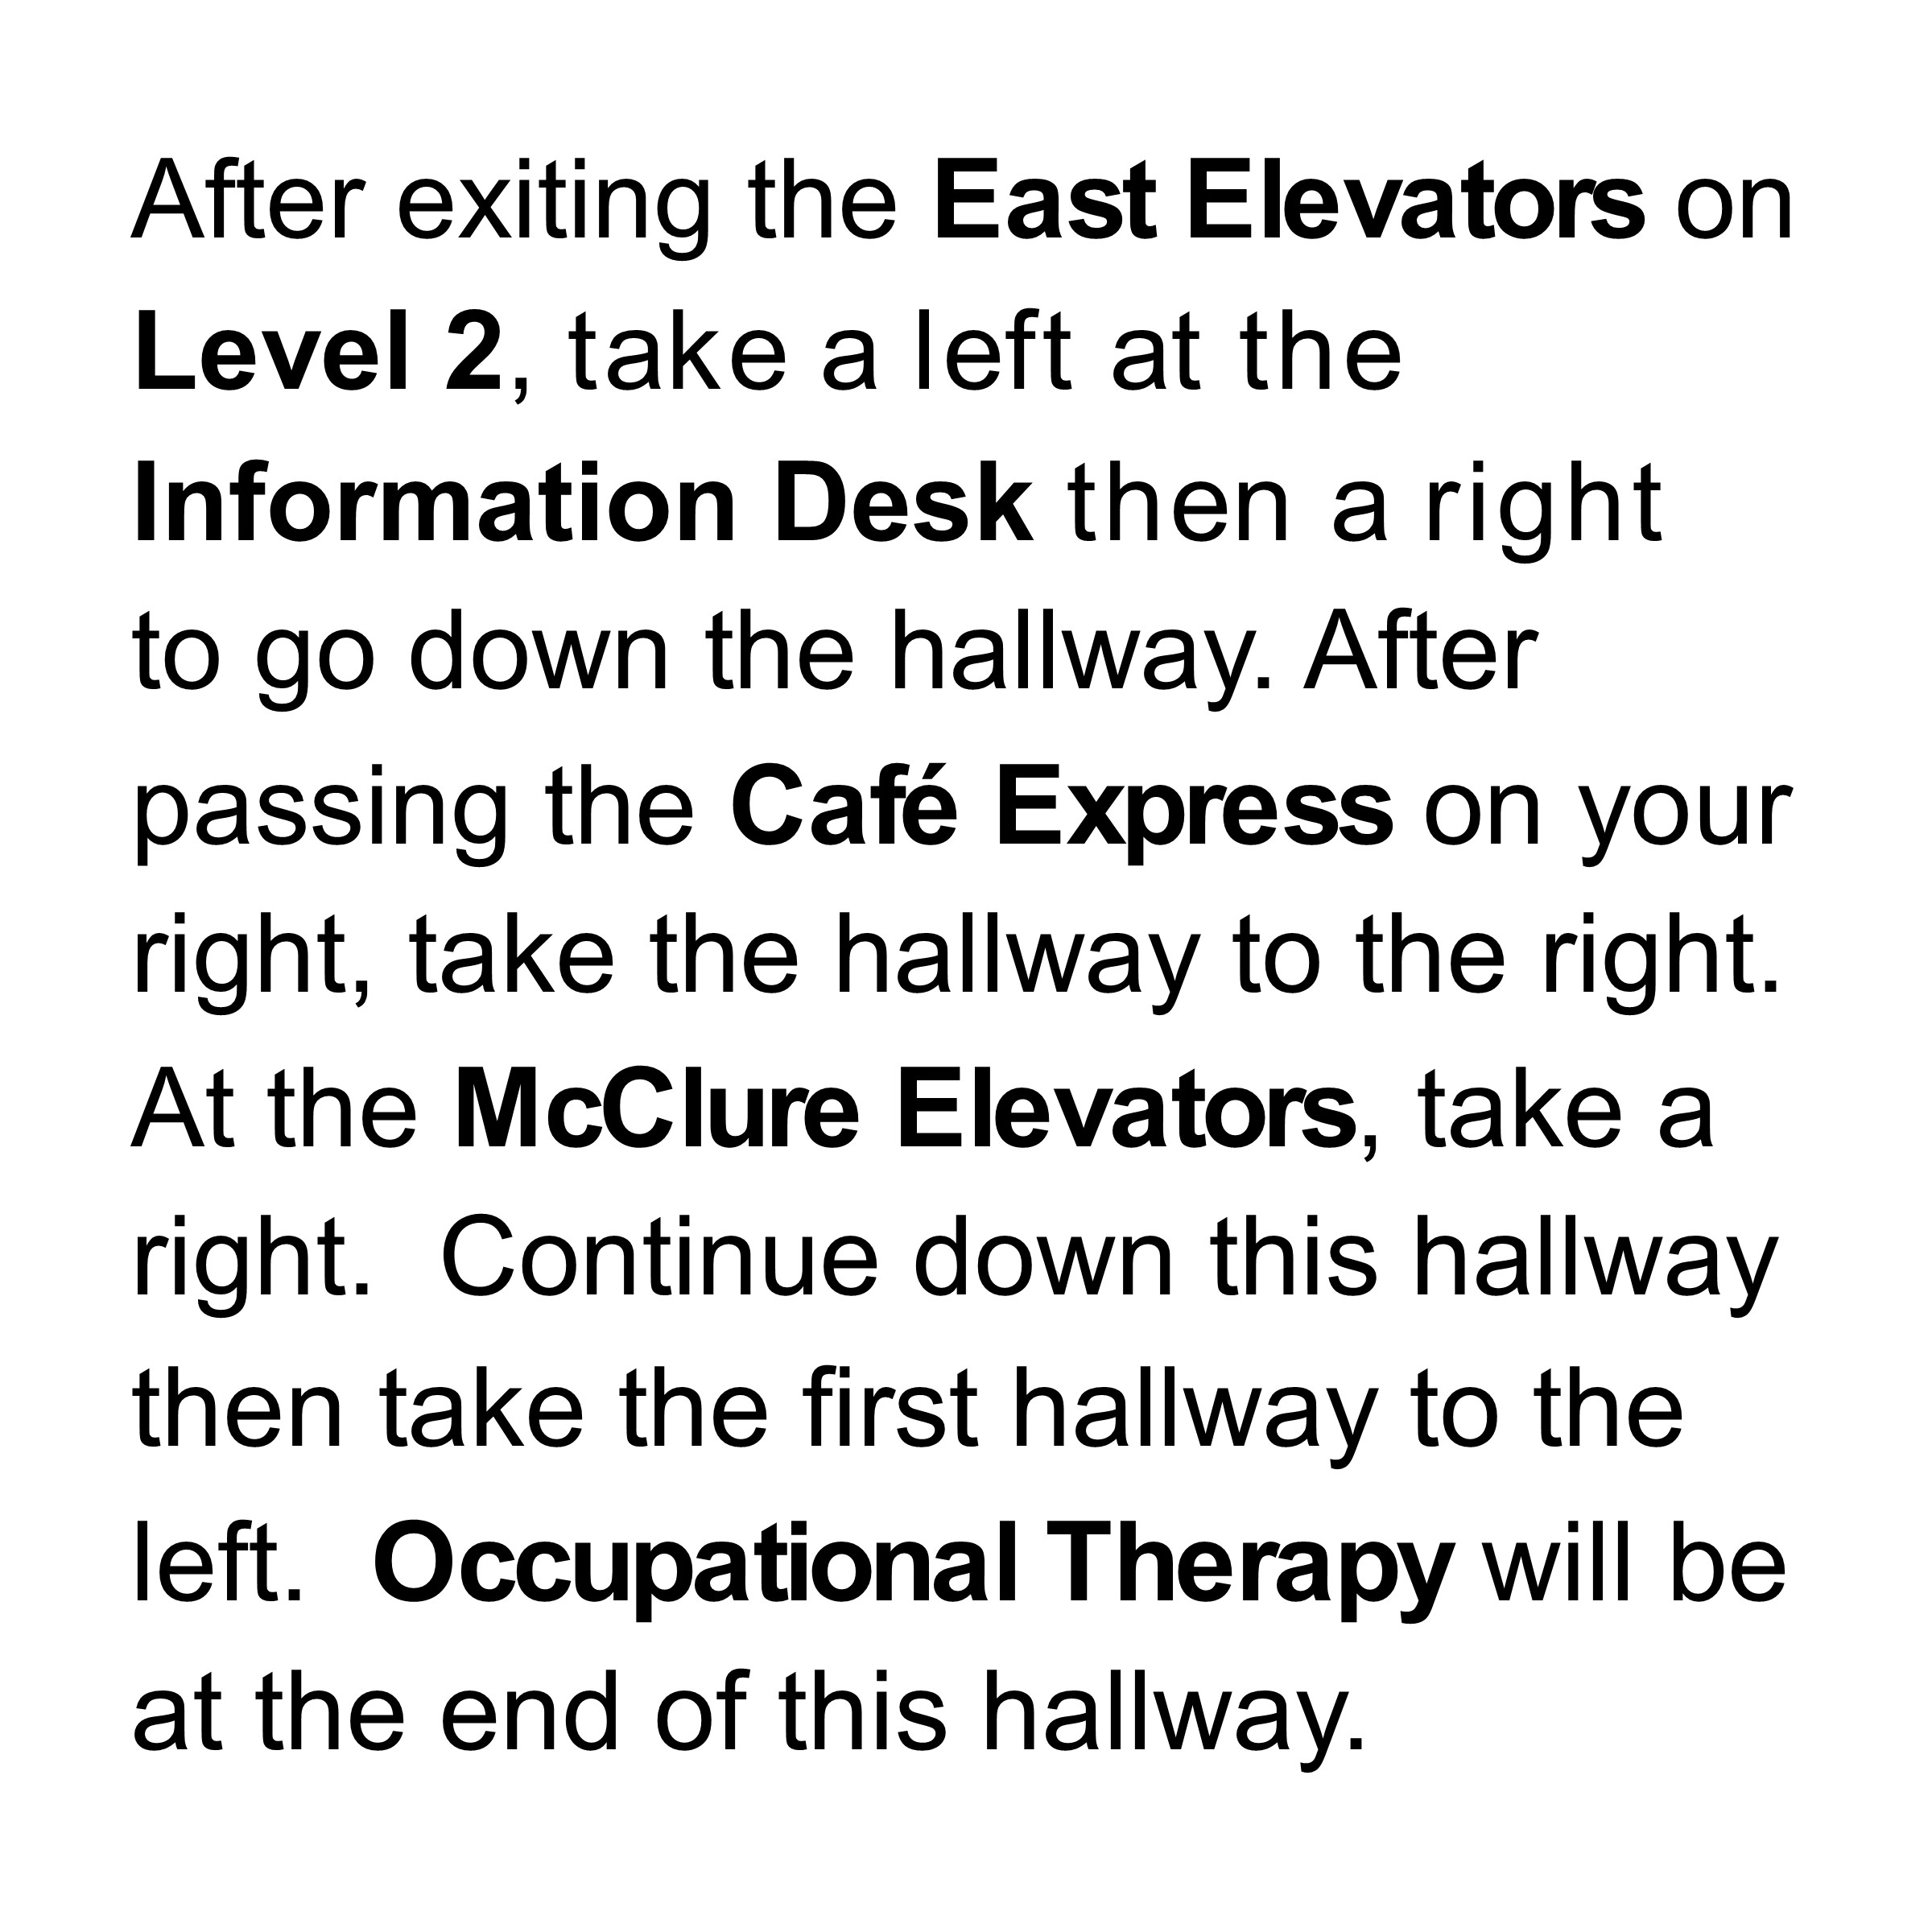 After exiting the East Elevators on
Level 2, take a left at the
Information Desk then a right
to go down the hallway. After
passing the Café Express on your
right, take the hallway to the right.
At the McClure Elevators, take a
right.  Continue down this hallway
then take the first hallway to the
left.  Occupational Therapy will be
at the end of this hallway.